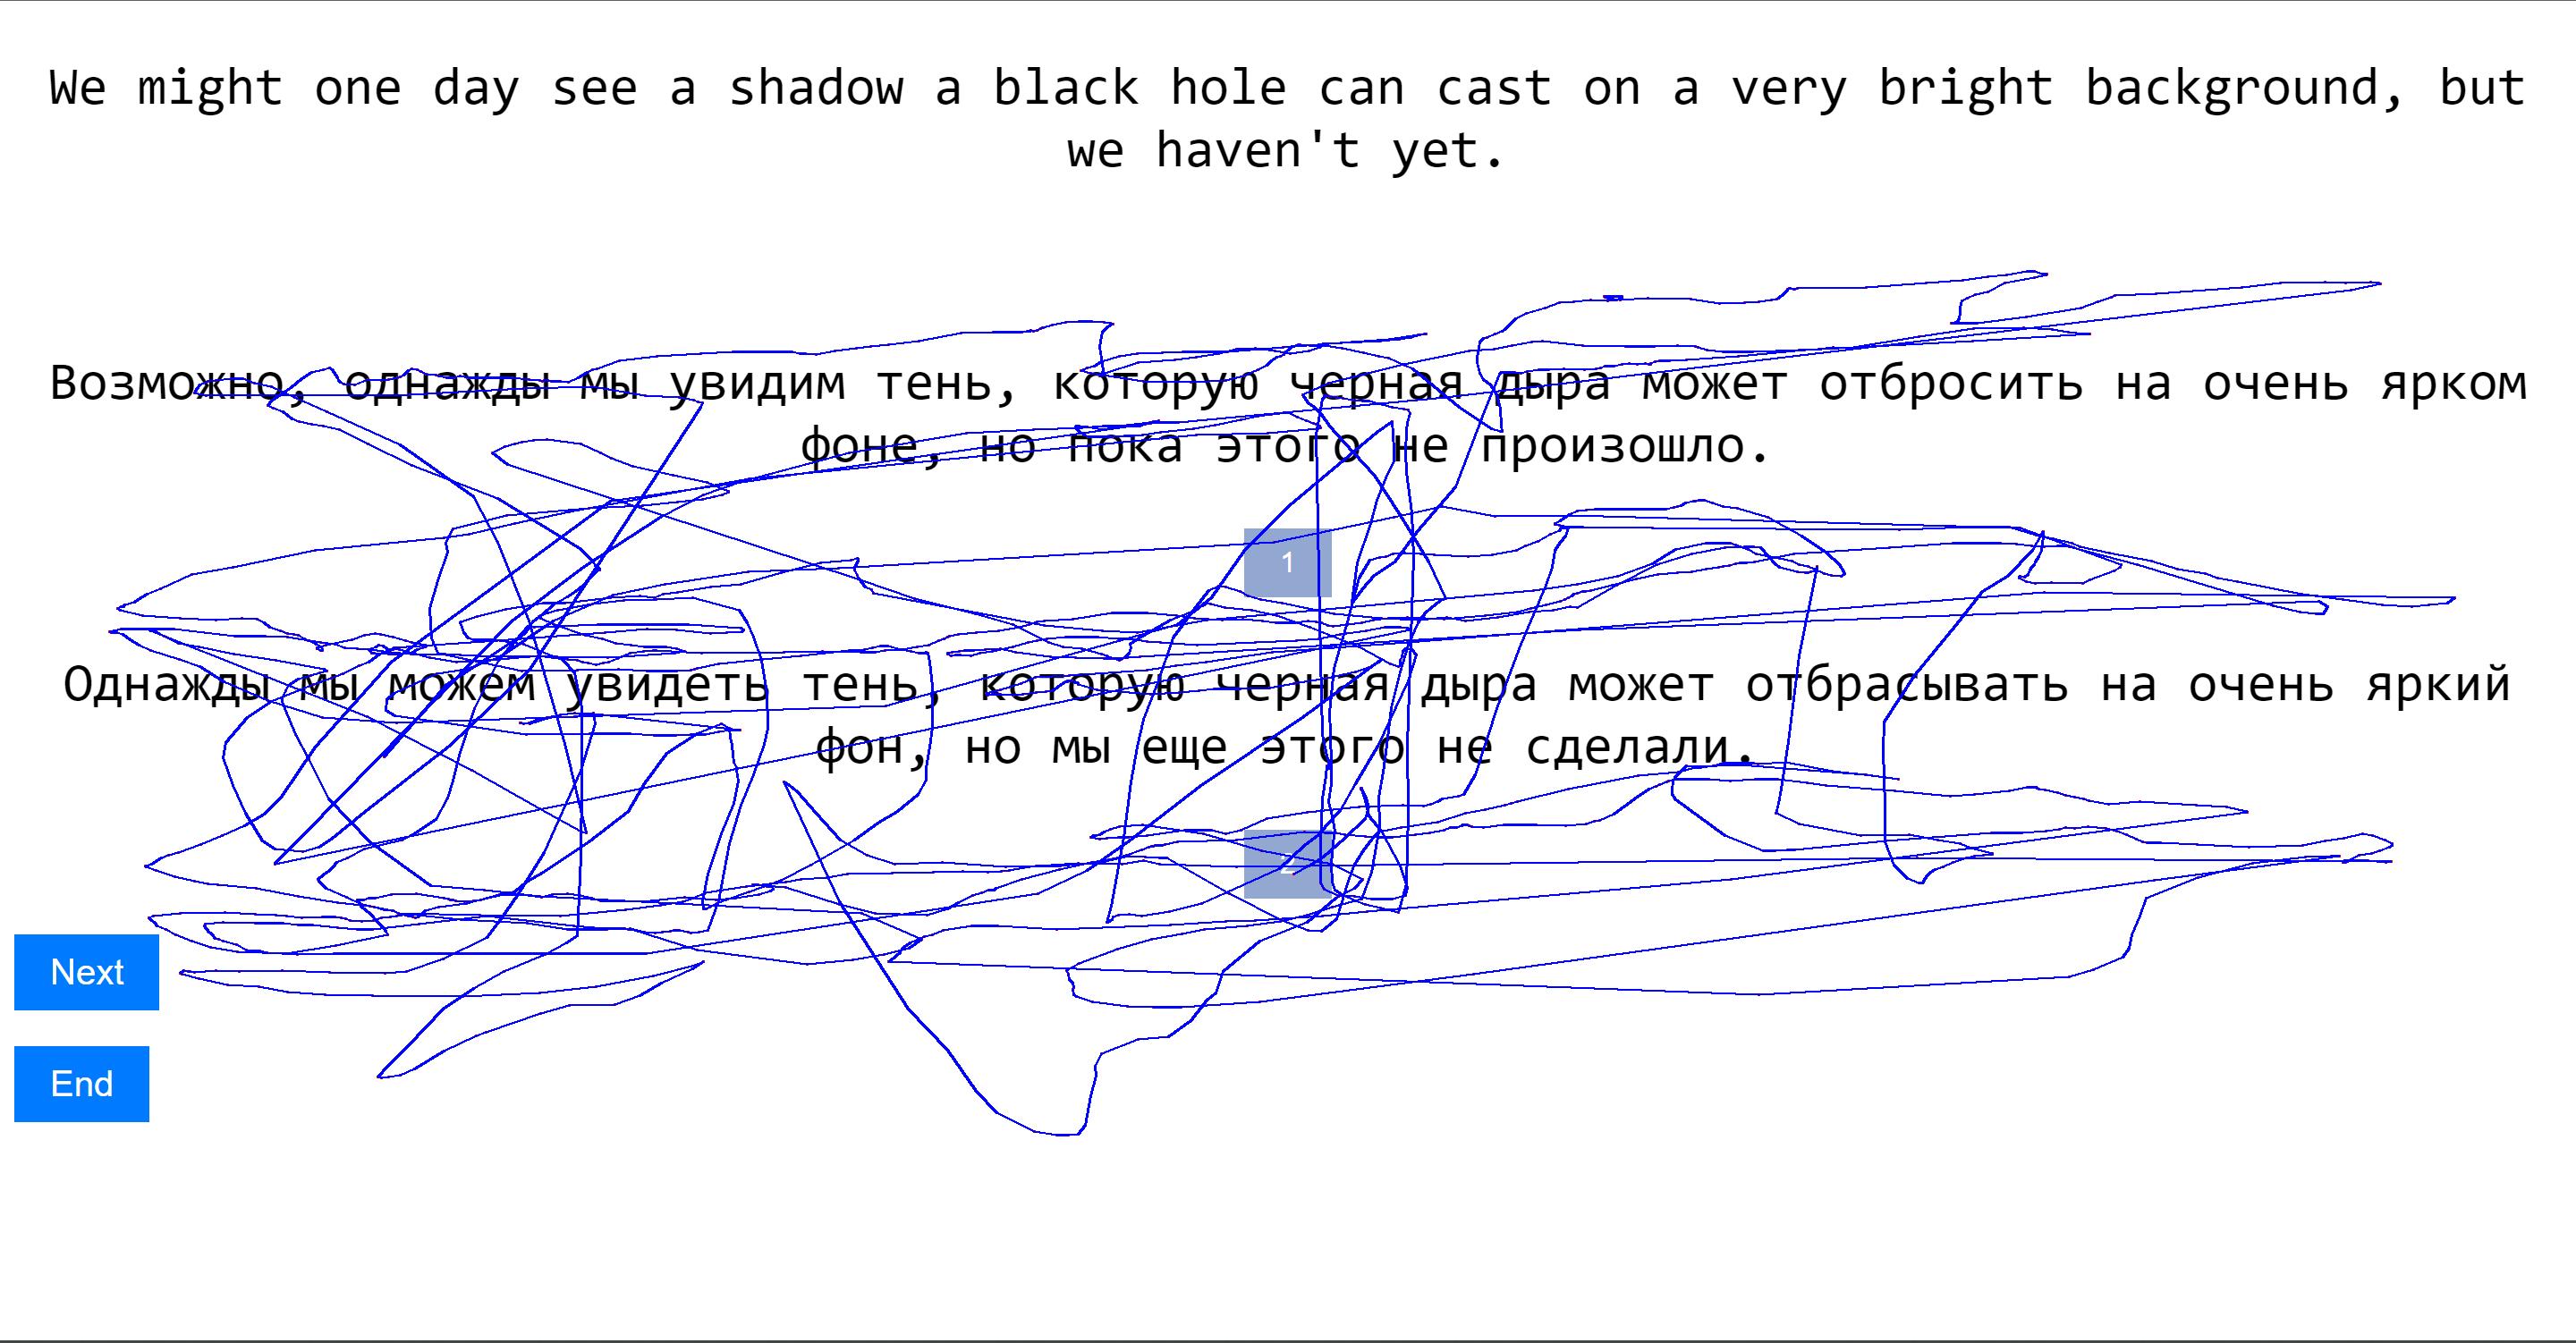 We might one day see a shadow a black hole can cast on a very bright background, but
we haven't yet.
Возможно, однажды мы увидим тень, которую черная дыра может отбросить на очень ярком
фоне, но пока этого не произошло.
1
Однажды мы можем увидеть тень, которую черная дыра может отбрасывать на очень яркий
фон, но мы еще этого не сделали.
2
Next
End